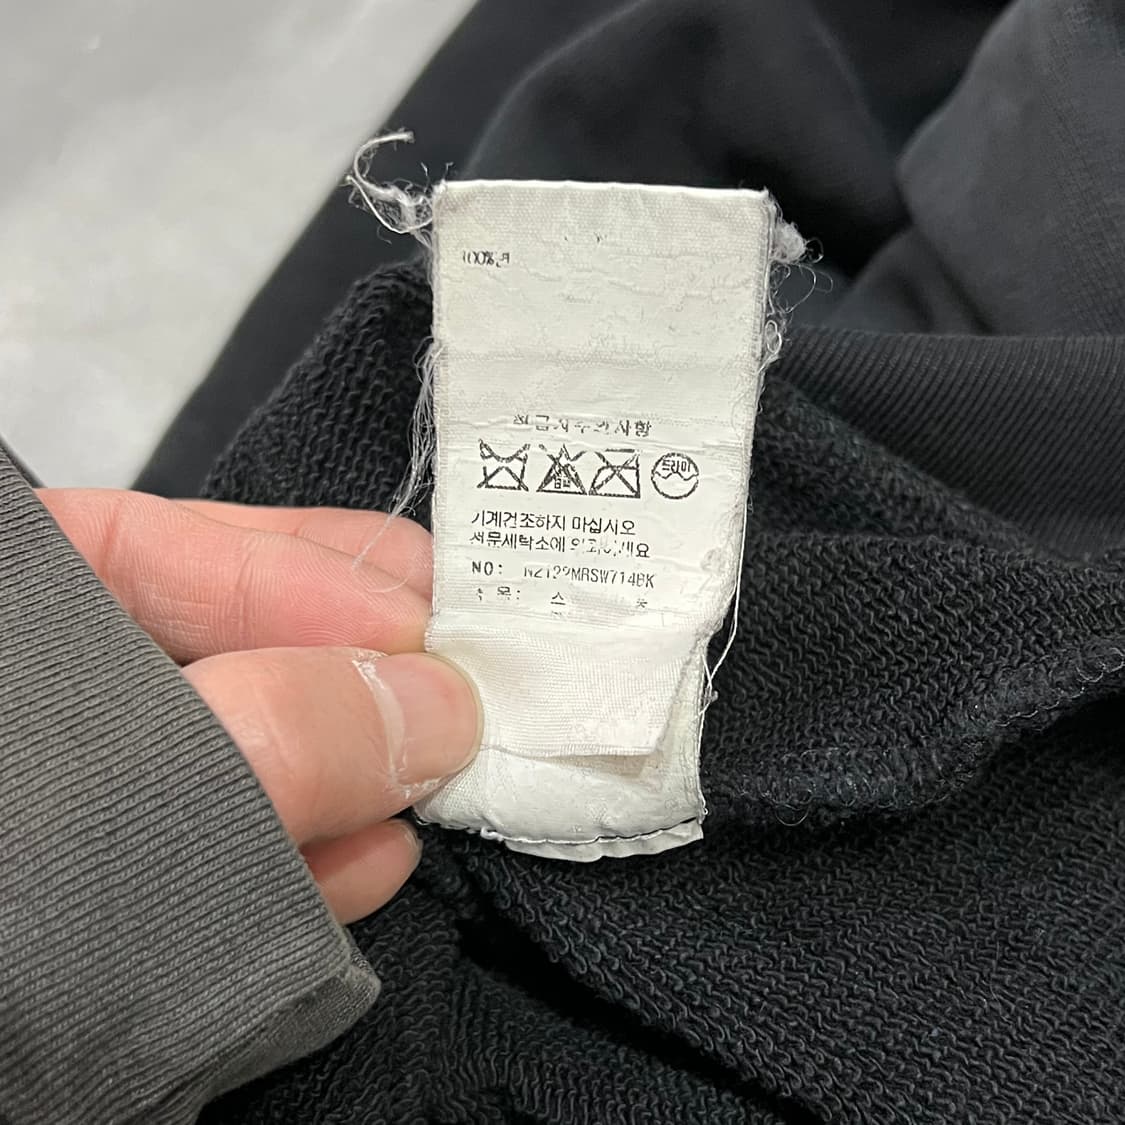 100%면
취급시주의사항
드라이
기계건조하지 마십시오
전문세탁소에 의뢰하세요
NO: